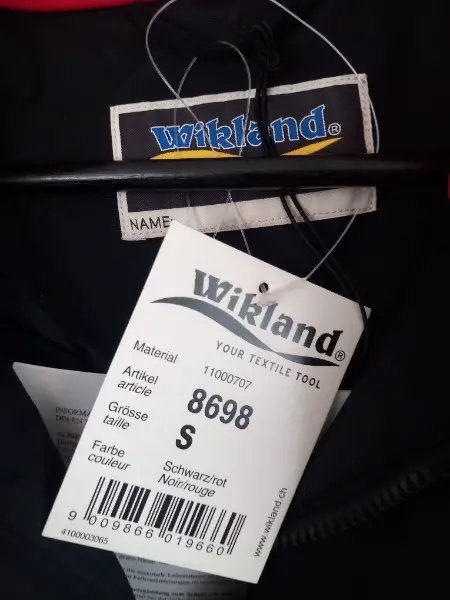 Wikland®
NAME:
Wikland®
YOUR TEXTILE TOOL
Material 11000707
Artikel
article 8698
Grösse
taille S
Farbe Schwarz/rot
couleur Noir/rouge
9 009866 019660
4100003065
www.wikland.ch